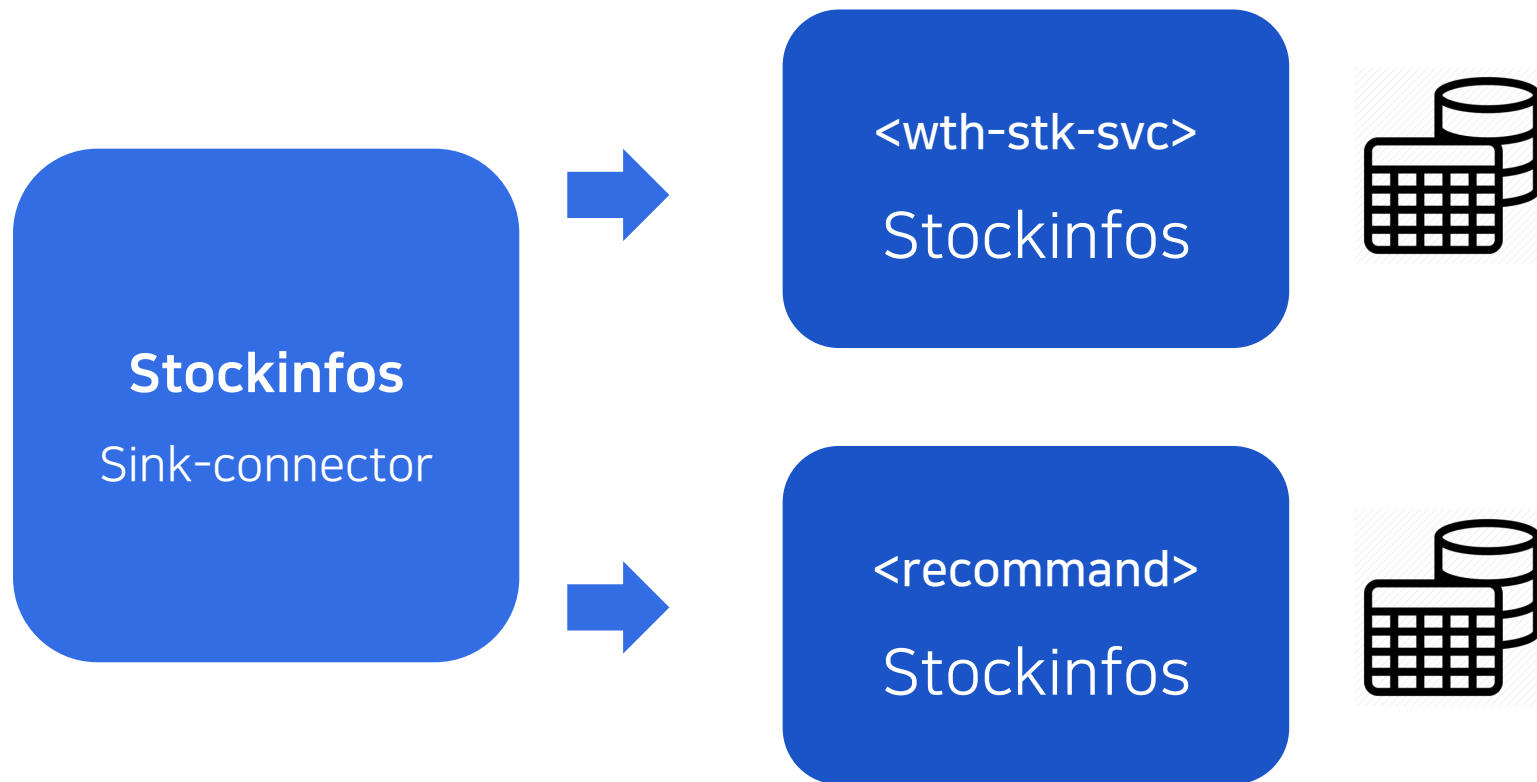 Stockinfos
Sink-connector
<wth-stk-svc>
Stockinfos
<recommand>
Stockinfos